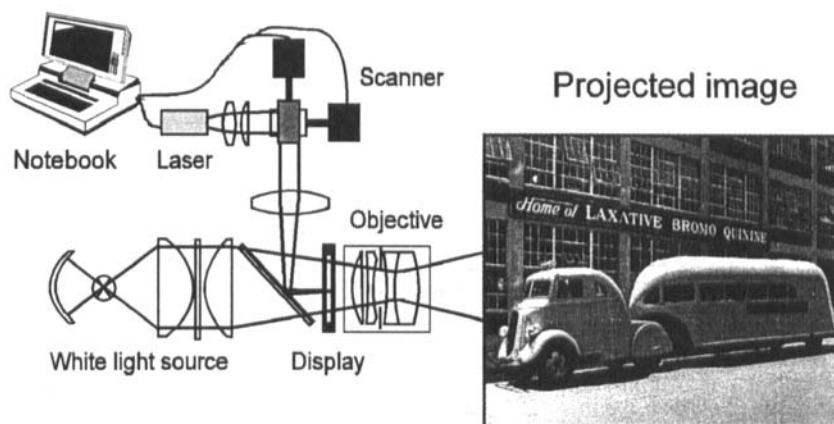 Scanner
Projected image
Notebook
Laser
Objective
Home of LAXATIVE BROMO QUININE
White light source
Display